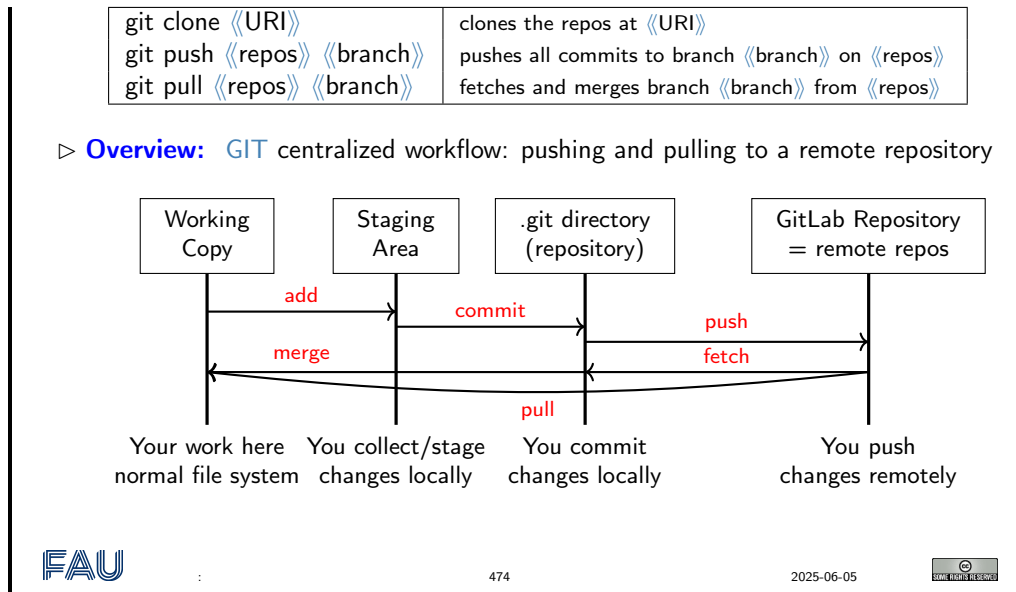 git clone ⟪URI⟫ clones the repos at ⟪URI⟫
git push ⟪repos⟫ ⟪branch⟫ pushes all commits to branch ⟪branch⟫ on ⟪repos⟫
git pull ⟪repos⟫ ⟪branch⟫ fetches and merges branch ⟪branch⟫ from ⟪repos⟫
▷ Overview: GIT centralized workflow: pushing and pulling to a remote repository
Working
Copy
Staging
Area
.git directory
(repository)
GitLab Repository
= remote repos
add
commit
push
merge
fetch
pull
Your work here
normal file system
You collect/stage
changes locally
You commit
changes locally
You push
changes remotely
FAU
: 474 2025-06-05
cc
SOME RIGHTS RESERVED